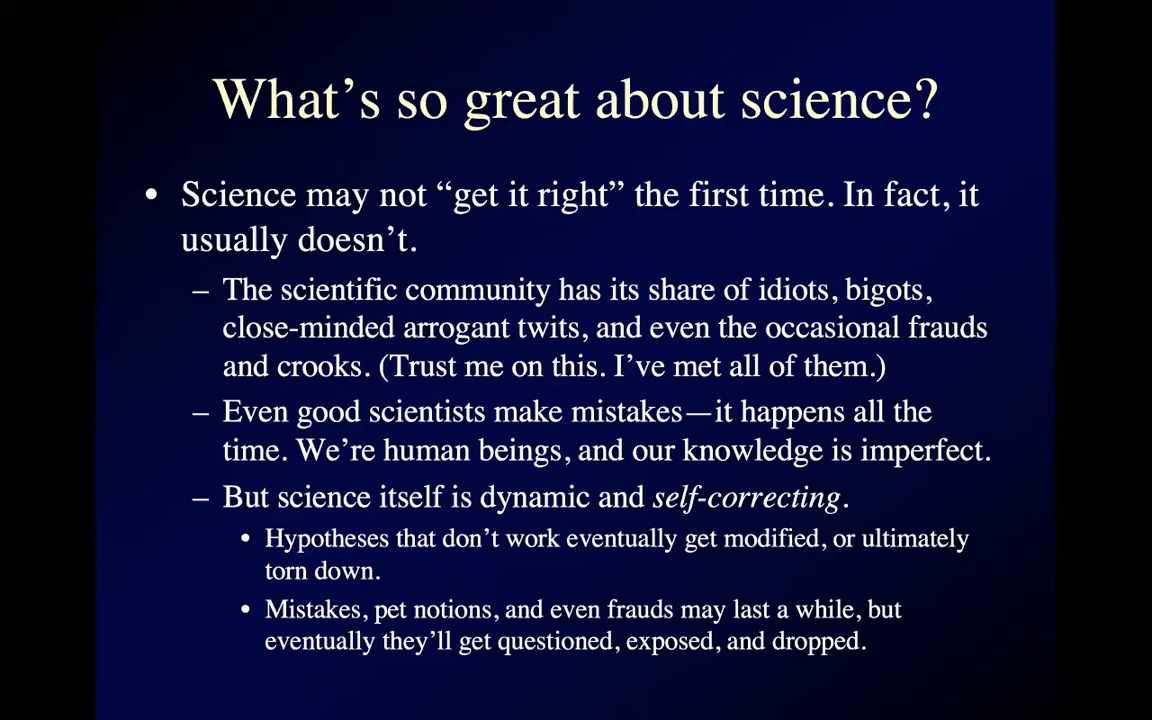 What’s so great about science?
• Science may not “get it right” the first time. In fact, it
usually doesn’t.
– The scientific community has its share of idiots, bigots,
close-minded arrogant twits, and even the occasional frauds
and crooks. (Trust me on this. I’ve met all of them.)
– Even good scientists make mistakes—it happens all the
time. We’re human beings, and our knowledge is imperfect.
– But science itself is dynamic and self-correcting.
• Hypotheses that don’t work eventually get modified, or ultimately
torn down.
• Mistakes, pet notions, and even frauds may last a while, but
eventually they’ll get questioned, exposed, and dropped.